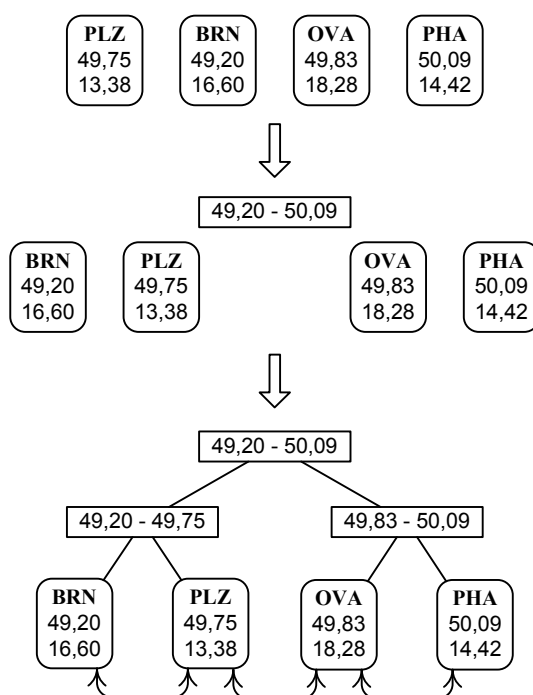 PLZ
49,75
13,38
BRN
49,20
16,60
OVA
49,83
18,28
PHA
50,09
14,42
49,20 - 50,09
BRN
49,20
16,60
PLZ
49,75
13,38
OVA
49,83
18,28
PHA
50,09
14,42
49,20 - 50,09
49,20 - 49,75
49,83 - 50,09
BRN
49,20
16,60
PLZ
49,75
13,38
OVA
49,83
18,28
PHA
50,09
14,42